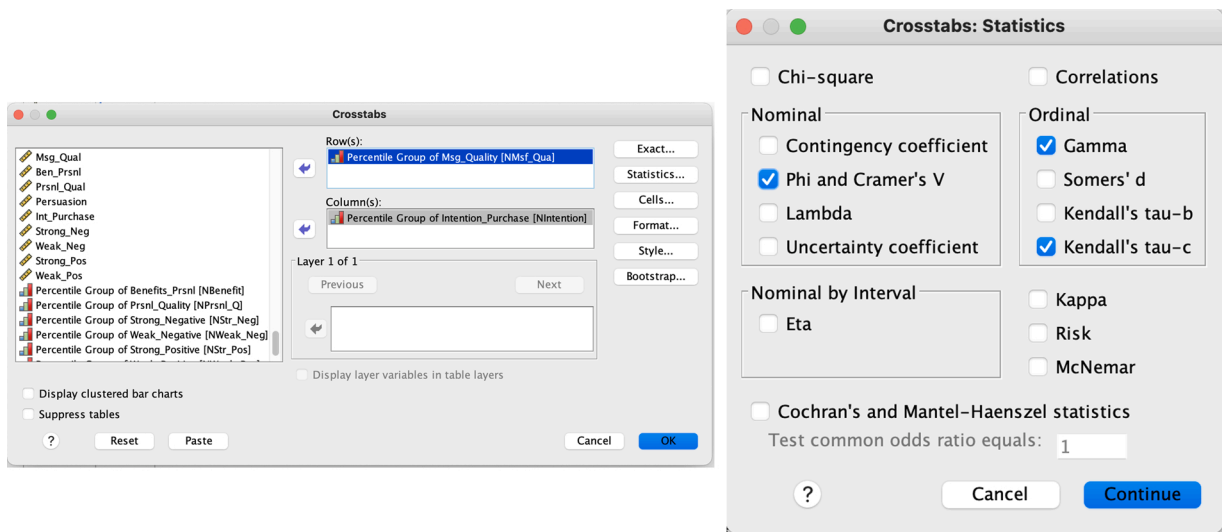 Crosstabs
Msg_Qual
Ben_Prsnl
Prsnl_Qual
Persuasion
Int_Purchase
Strong_Neg
Weak_Neg
Strong_Pos
Weak_Pos
Percentile Group of Benefits_Prsnl [NBenefit]
Percentile Group of Prsnl_Quality [NPrsnl_Q]
Percentile Group of Strong_Negative [NStr_Neg]
Percentile Group of Weak_Negative [NWeak_Neg]
Percentile Group of Strong_Positive [NStr_Pos]
Row(s):
Percentile Group of Msg_Quality [NMsf_Qua]
Column(s):
Percentile Group of Intention_Purchase [NIntention]
Layer 1 of 1
Previous
Next
Display layer variables in table layers
Exact...
Statistics...
Cells...
Format...
Style...
Bootstrap...
Display clustered bar charts
Suppress tables
?
Reset
Paste
Cancel
OK
Crosstabs: Statistics
Chi-square
Correlations
Nominal
Contingency coefficient
Phi and Cramer's V
Lambda
Uncertainty coefficient
Ordinal
Gamma
Somers' d
Kendall's tau-b
Kendall's tau-c
Nominal by Interval
Eta
Kappa
Risk
McNemar
Cochran's and Mantel-Haenszel statistics
Test common odds ratio equals: 1
?
Cancel
Continue